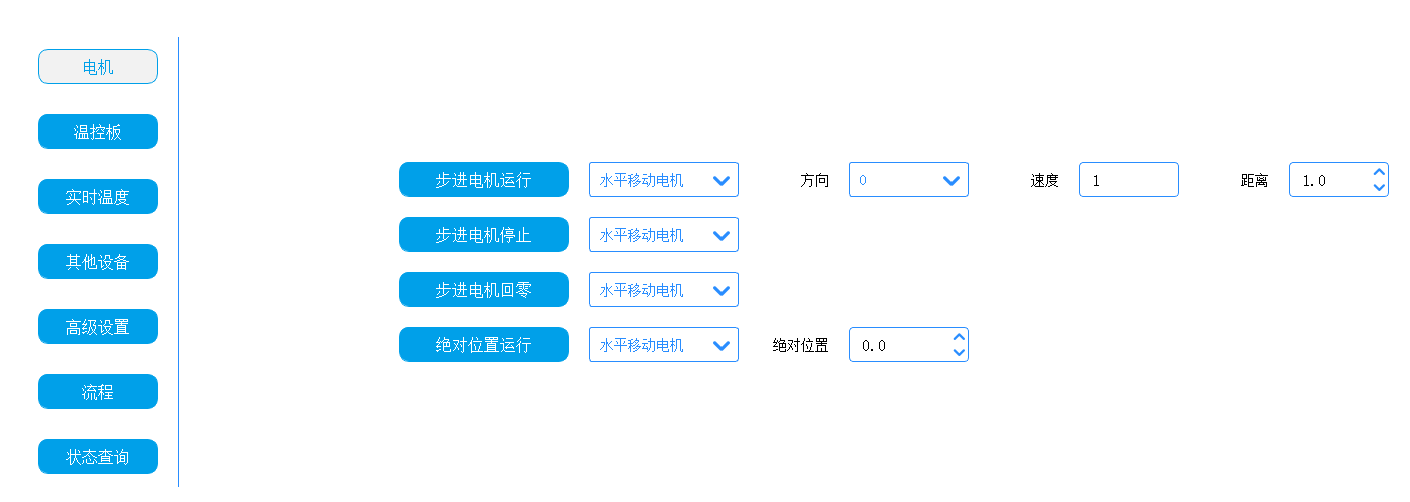 电机
温控板
实时温度
其他设备
高级设置
流程
状态查询
步进电机运行 水平移动电机 方向 0 速度 1 距离 1.0
步进电机停止 水平移动电机
步进电机回零 水平移动电机
绝对位置运行 水平移动电机 绝对位置 0.0